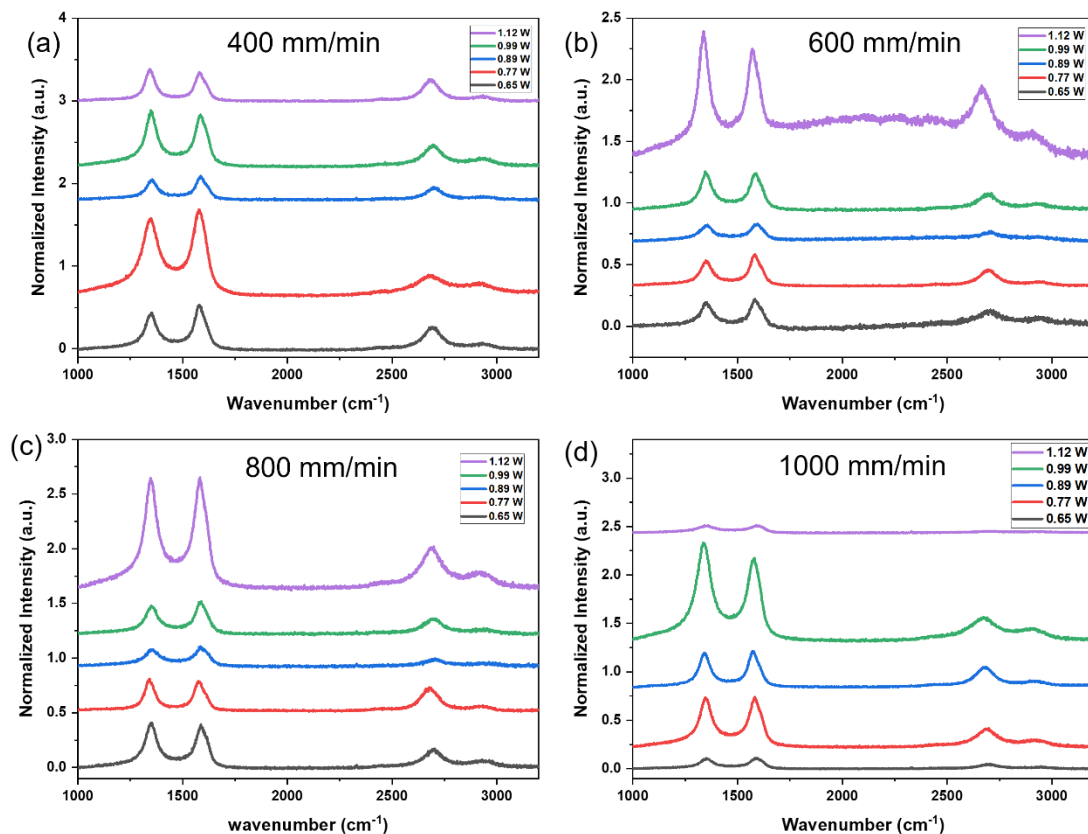 (a)
400 mm/min
1.12 W
0.99 W
0.89 W
0.77 W
0.65 W
Normalized Intensity (a.u.)
4
3
2
1
0
1000 1500 2000 2500 3000
Wavenumber (cm-1)
(b)
600 mm/min
1.12 W
0.99 W
0.89 W
0.77 W
0.65 W
Normalized Intensity (a.u.)
2.5
2.0
1.5
1.0
0.5
0.0
1000 1500 2000 2500 3000
Wavenumber (cm-1)
(c)
800 mm/min
1.12 W
0.99 W
0.89 W
0.77 W
0.65 W
Normalized Intensity (a.u.)
3.0
2.5
2.0
1.5
1.0
0.5
0.0
1000 1500 2000 2500 3000
wavenumber (cm-1)
(d)
1000 mm/min
1.12 W
0.99 W
0.89 W
0.77 W
0.65 W
Normalized Intensity (a.u.)
3.0
2.5
2.0
1.5
1.0
0.5
0.0
1000 1500 2000 2500 3000
Wavenumber (cm-1)